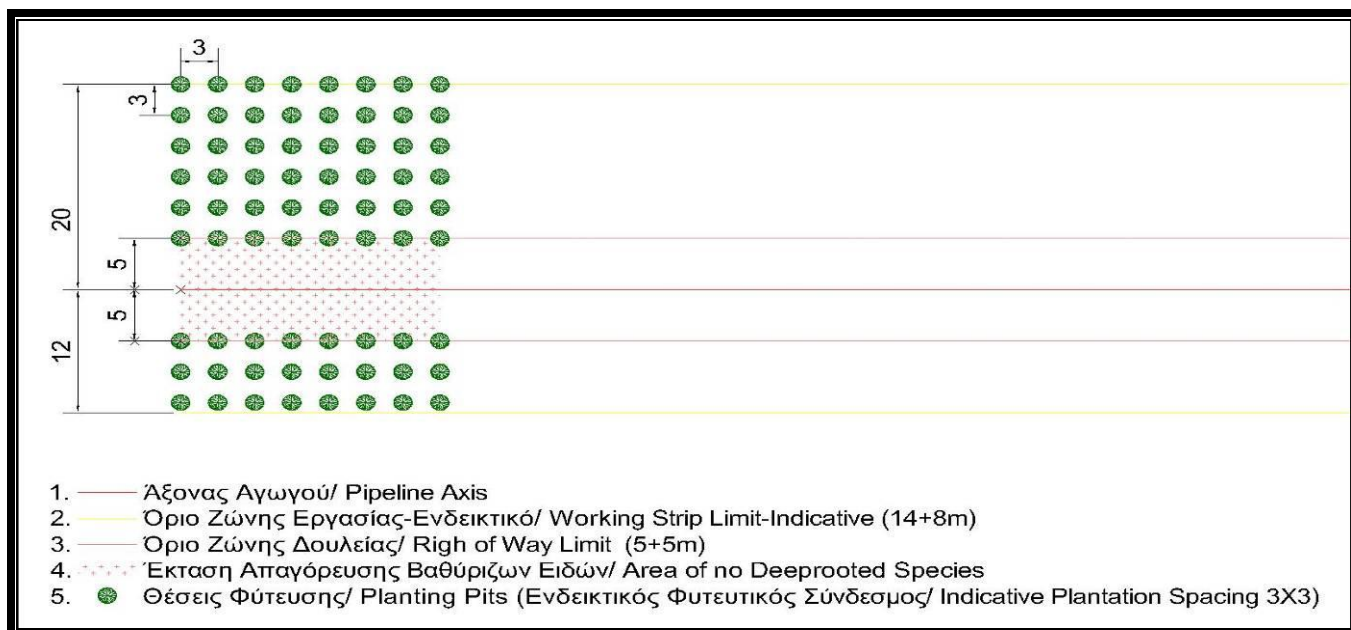 3
3
20
5
5
12
1. Άξονας Αγωγού/ Pipeline Axis
2. Όριο Ζώνης Εργασίας-Ενδεικτικό/ Working Strip Limit-Indicative (14+8m)
3. Όριο Ζώνης Δουλείας/ Righ of Way Limit (5+5m)
4. Έκταση Απαγόρευσης Βαθύριζων Ειδών/ Area of no Deeprooted Species
5. Θέσεις Φύτευσης/ Planting Pits (Ενδεικτικός Φυτευτικός Σύνδεσμος/ Indicative Plantation Spacing 3X3)